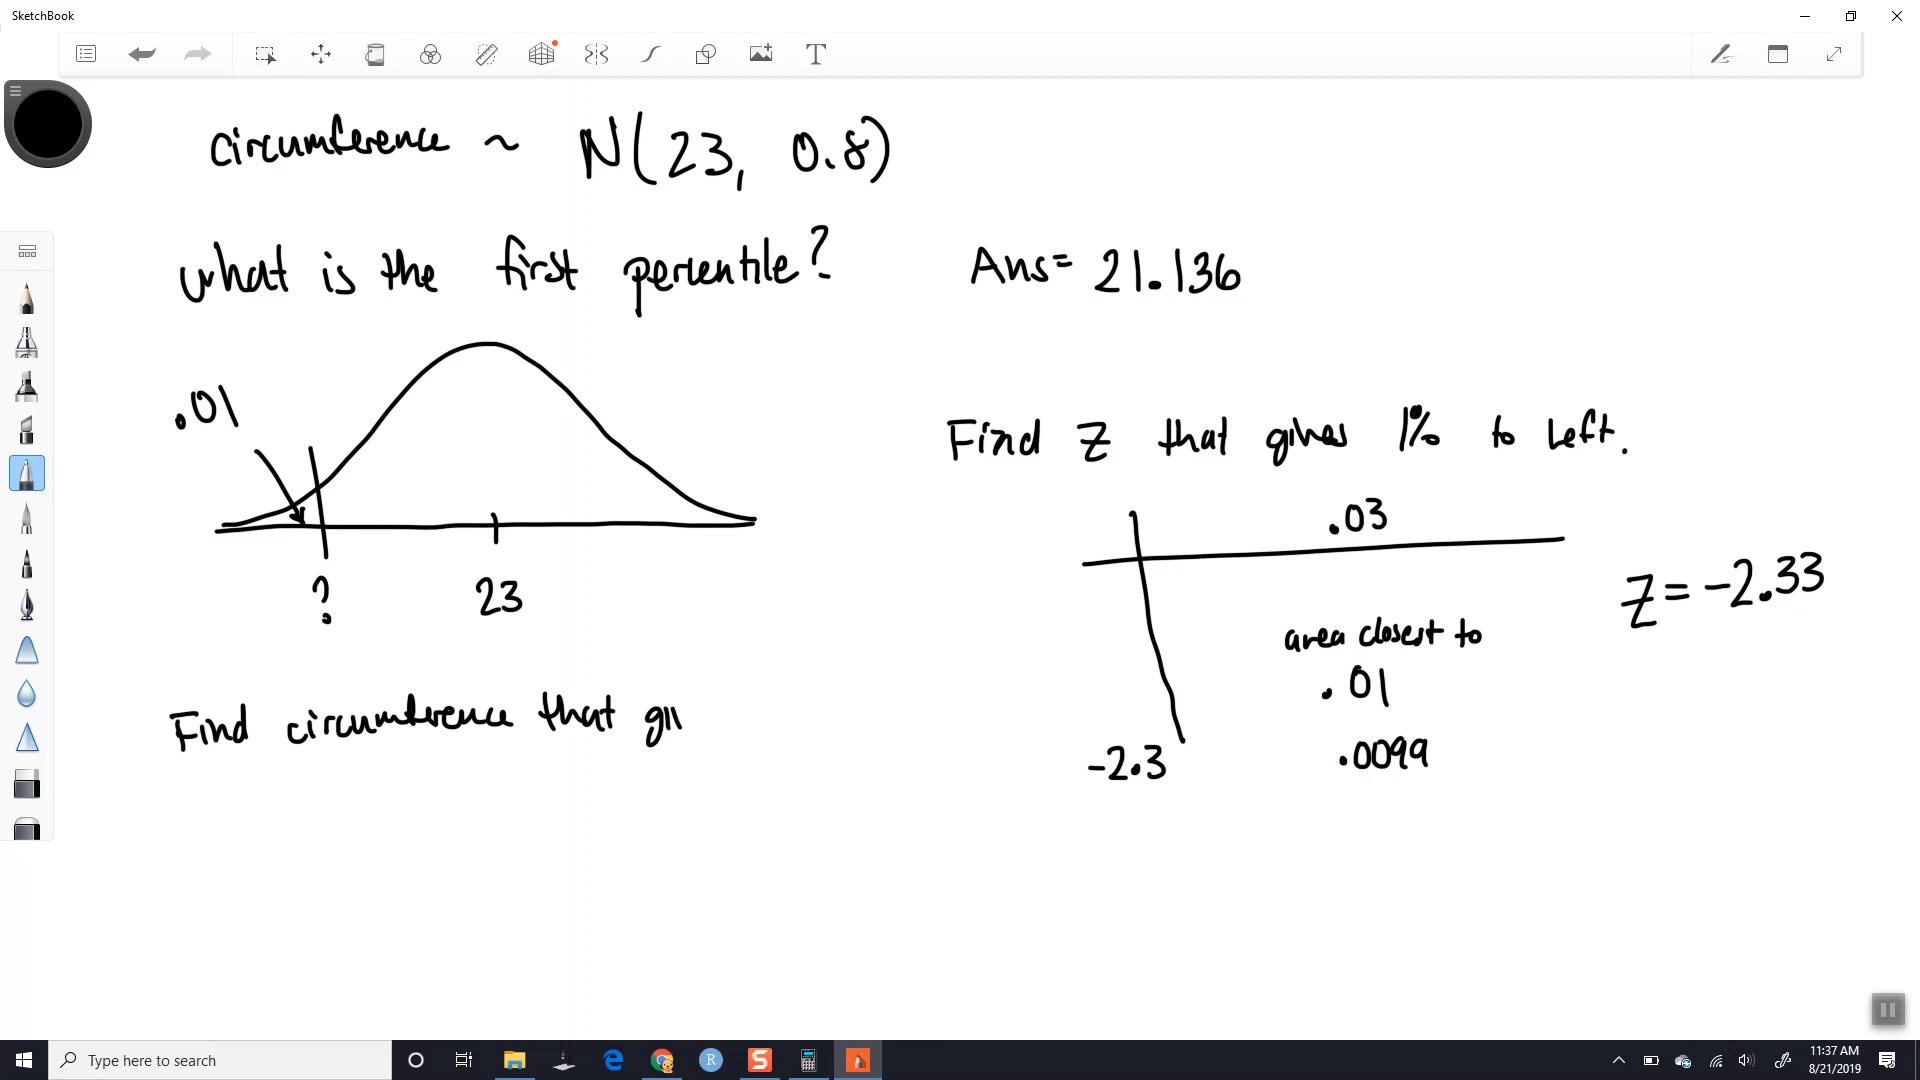 SketchBook
circumference ~ N(23, 0.8)
what is the first percentile?
Ans= 21.136
.01
?
23
Find circumference that gi
Find Z that gives 1% to left.
.03
area closest to
.01
-2.3 .0099
Z= -2.33
Type here to search
11:37 AM
8/21/2019